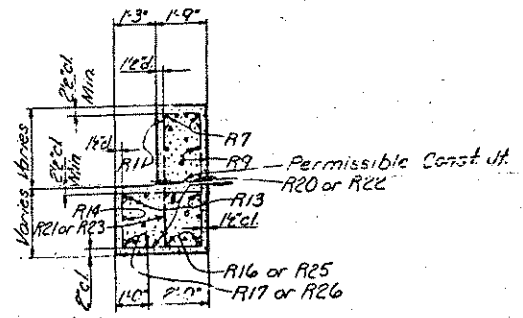 1'-3" 1'-9"
1½"cl.
2½"cl. Min.
Varies Varies
1½"cl. R11
2½"cl. Min
R7
R9
Permissible Const. Jt.
R20 or R22
R13
R14
R21 or R23
1½"cl.
R16 or R25
R17 or R26
2"cl.
1'-0" 2'-0"